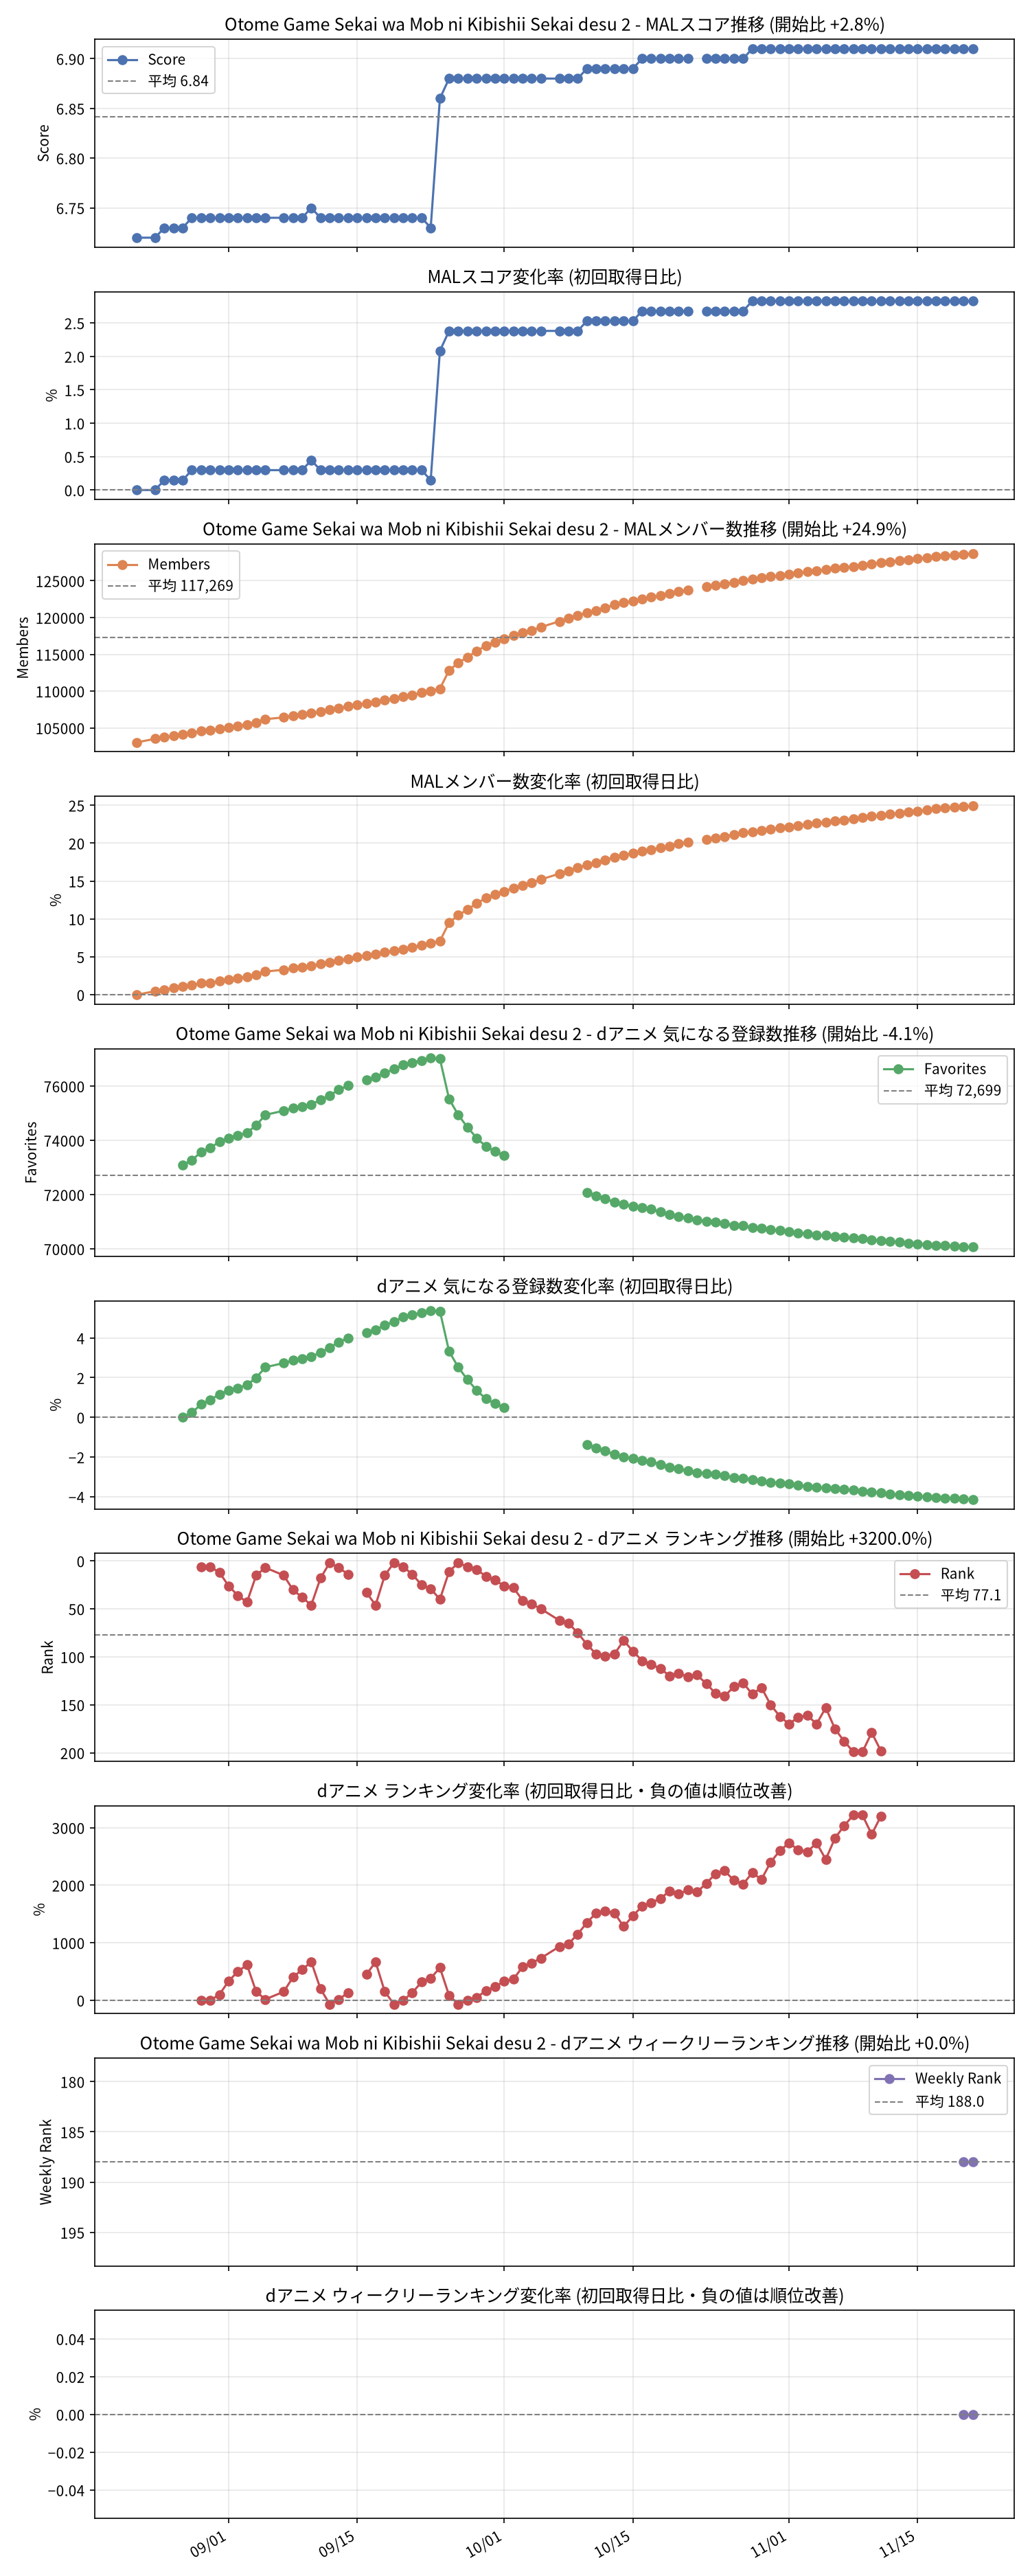 Otome Game Sekai wa Mob ni Kibishii Sekai desu 2 - MALスコア推移 (開始比 +2.8%)
Score
平均 6.84
Score
6.90
6.85
6.80
6.75
MALスコア変化率 (初回取得日比)
%
2.5
2.0
1.5
1.0
0.5
0.0
Otome Game Sekai wa Mob ni Kibishii Sekai desu 2 - MALメンバー数推移 (開始比 +24.9%)
Members
平均 117,269
Members
125000
120000
115000
110000
105000
MALメンバー数変化率 (初回取得日比)
%
25
20
15
10
5
0
Otome Game Sekai wa Mob ni Kibishii Sekai desu 2 - dアニメ 気になる登録数推移 (開始比 -4.1%)
Favorites
平均 72,699
Favorites
76000
74000
72000
70000
dアニメ 気になる登録数変化率 (初回取得日比)
%
4
2
0
−2
−4
Otome Game Sekai wa Mob ni Kibishii Sekai desu 2 - dアニメ ランキング推移 (開始比 +3200.0%)
Rank
平均 77.1
Rank
0
50
100
150
200
dアニメ ランキング変化率 (初回取得日比・負の値は順位改善)
%
3000
2000
1000
0
Otome Game Sekai wa Mob ni Kibishii Sekai desu 2 - dアニメ ウィークリーランキング推移 (開始比 +0.0%)
Weekly Rank
平均 188.0
Weekly Rank
180
185
190
195
dアニメ ウィークリーランキング変化率 (初回取得日比・負の値は順位改善)
%
0.04
0.02
0.00
−0.02
−0.04
09/01
09/15
10/01
10/15
11/01
11/15